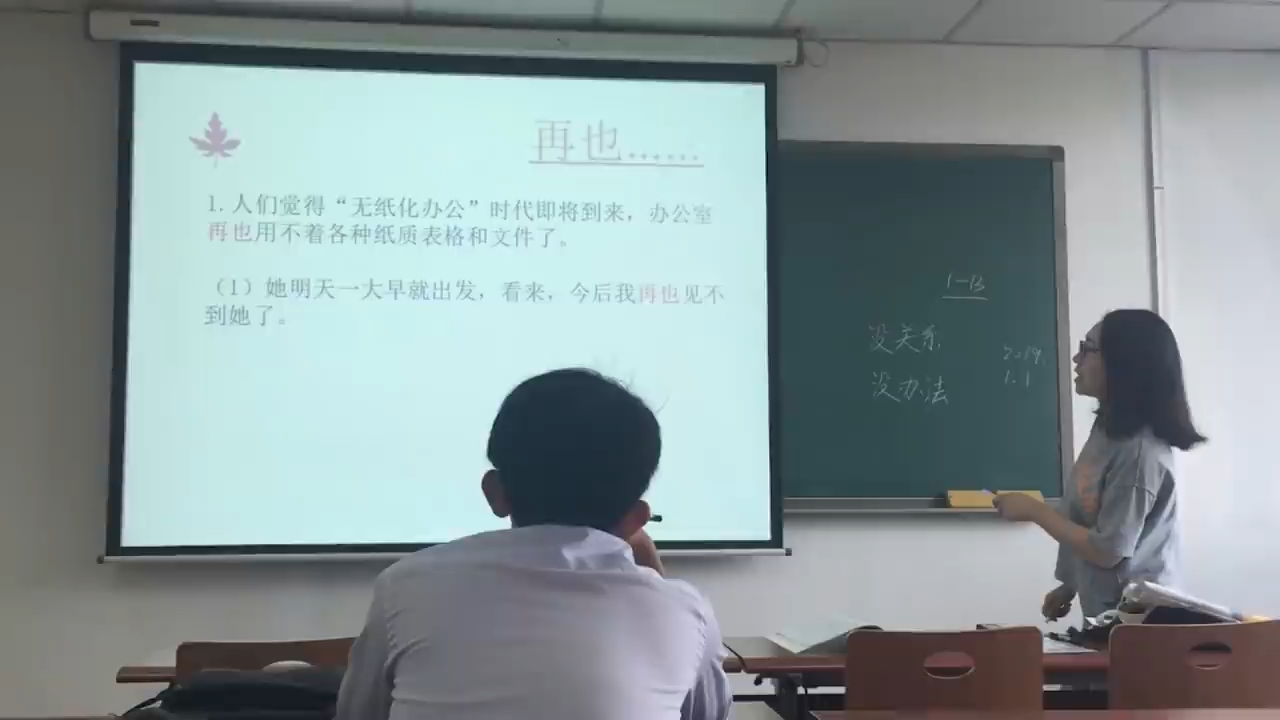 再也……
1. 人们觉得“无纸化办公”时代即将到来，办公室
再也用不着各种纸质表格和文件了。
（1）她明天一大早就出发，看来，今后我再也见不
到她了。
1-13
没关系
没办法
2019.
1.1